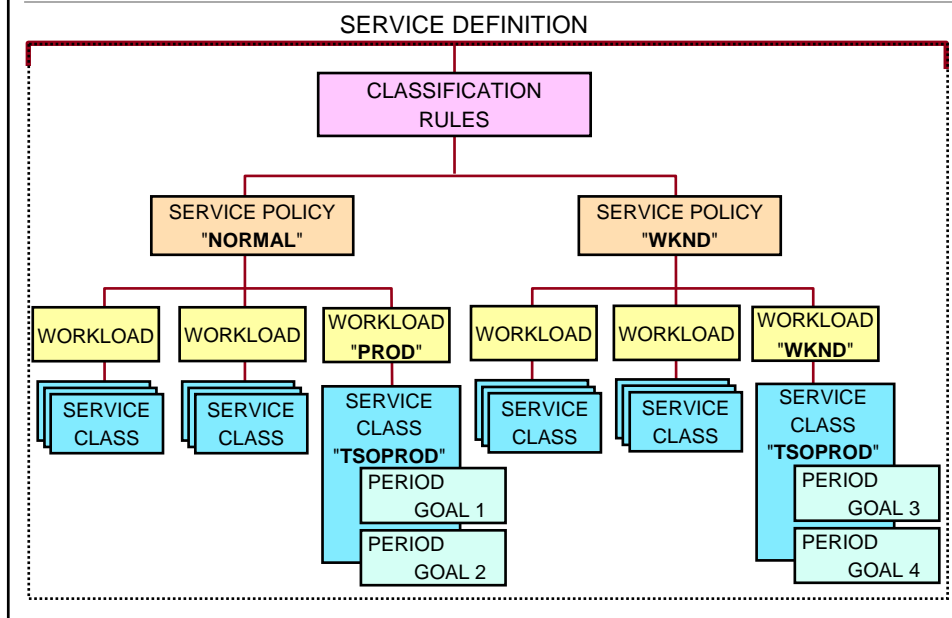 SERVICE DEFINITION
CLASSIFICATION
RULES
SERVICE POLICY
"NORMAL"
SERVICE POLICY
"WKND"
WORKLOAD
WORKLOAD
WORKLOAD
"PROD"
WORKLOAD
WORKLOAD
WORKLOAD
"WKND"
SERVICE
CLASS
SERVICE
CLASS
SERVICE
CLASS
"TSOPROD"
PERIOD
GOAL 1
PERIOD
GOAL 2
SERVICE
CLASS
SERVICE
CLASS
SERVICE
CLASS
"TSOPROD"
PERIOD
GOAL 3
PERIOD
GOAL 4